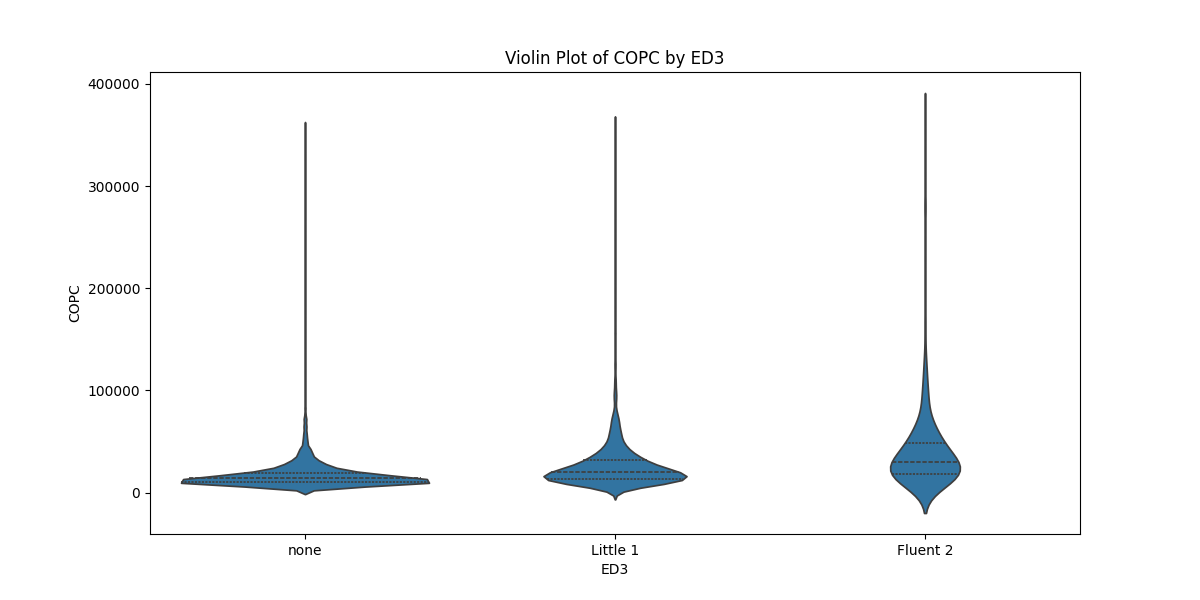 Violin Plot of COPC by ED3
400000
300000
200000
100000
0
COPC
none
Little 1
Fluent 2
ED3